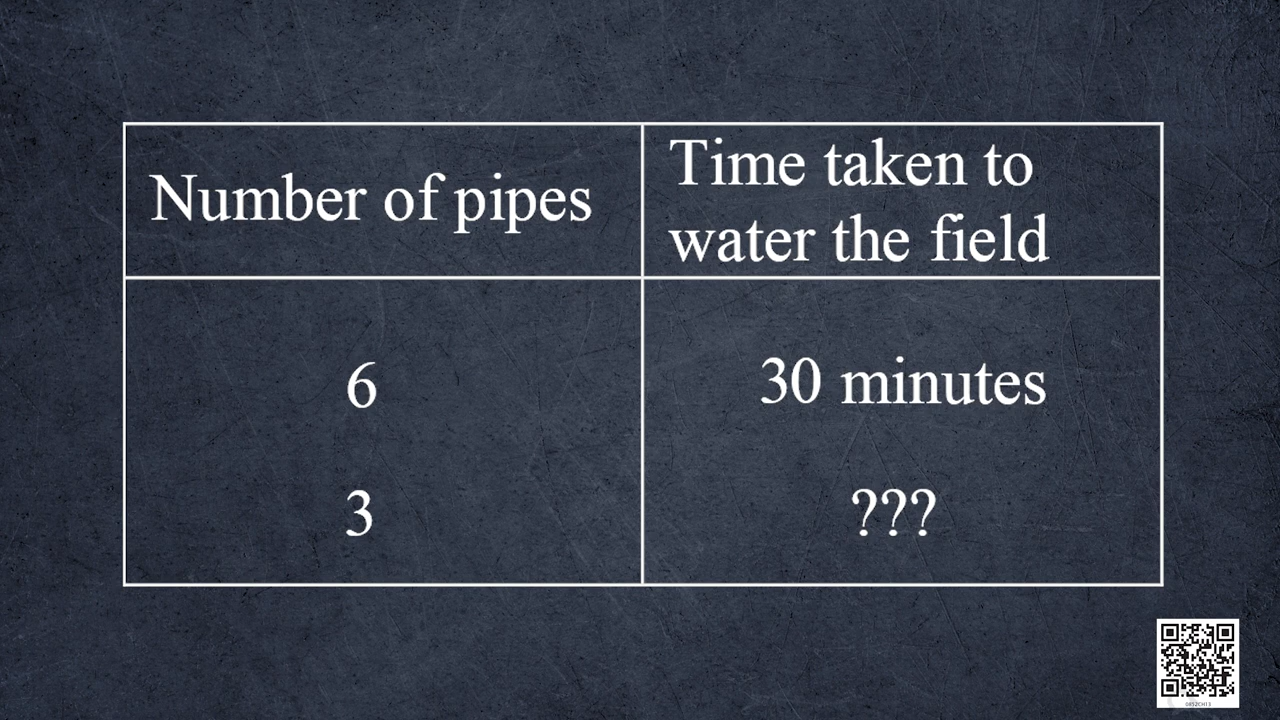 Number of pipes
Time taken to
water the field
6
30 minutes
3
???